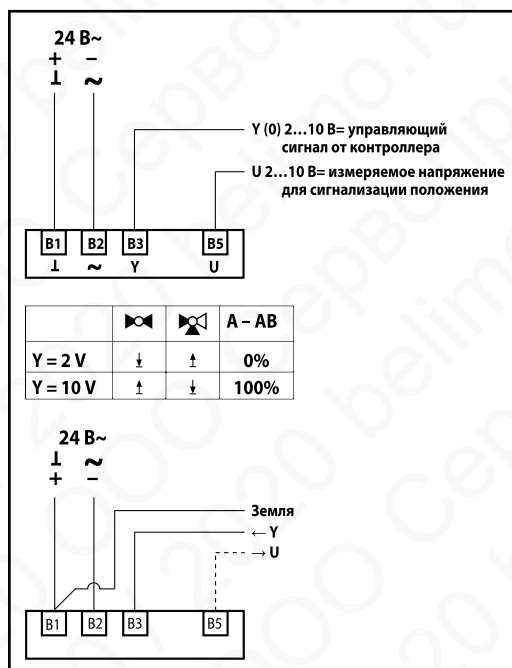 24 В~
+ –
⊥ ~
Y (0) 2...10 В= управляющий
сигнал от контроллера
U 2...10 В= измеряемое напряжение
для сигнализации положения
B1 B2 B3 B5
⊥ ~ Y U
A – AB
Y = 2 V 0%
Y = 10 V 100%
24 В~
⊥ ~
+ –
Земля
← Y
→ U
B1 B2 B3 B5